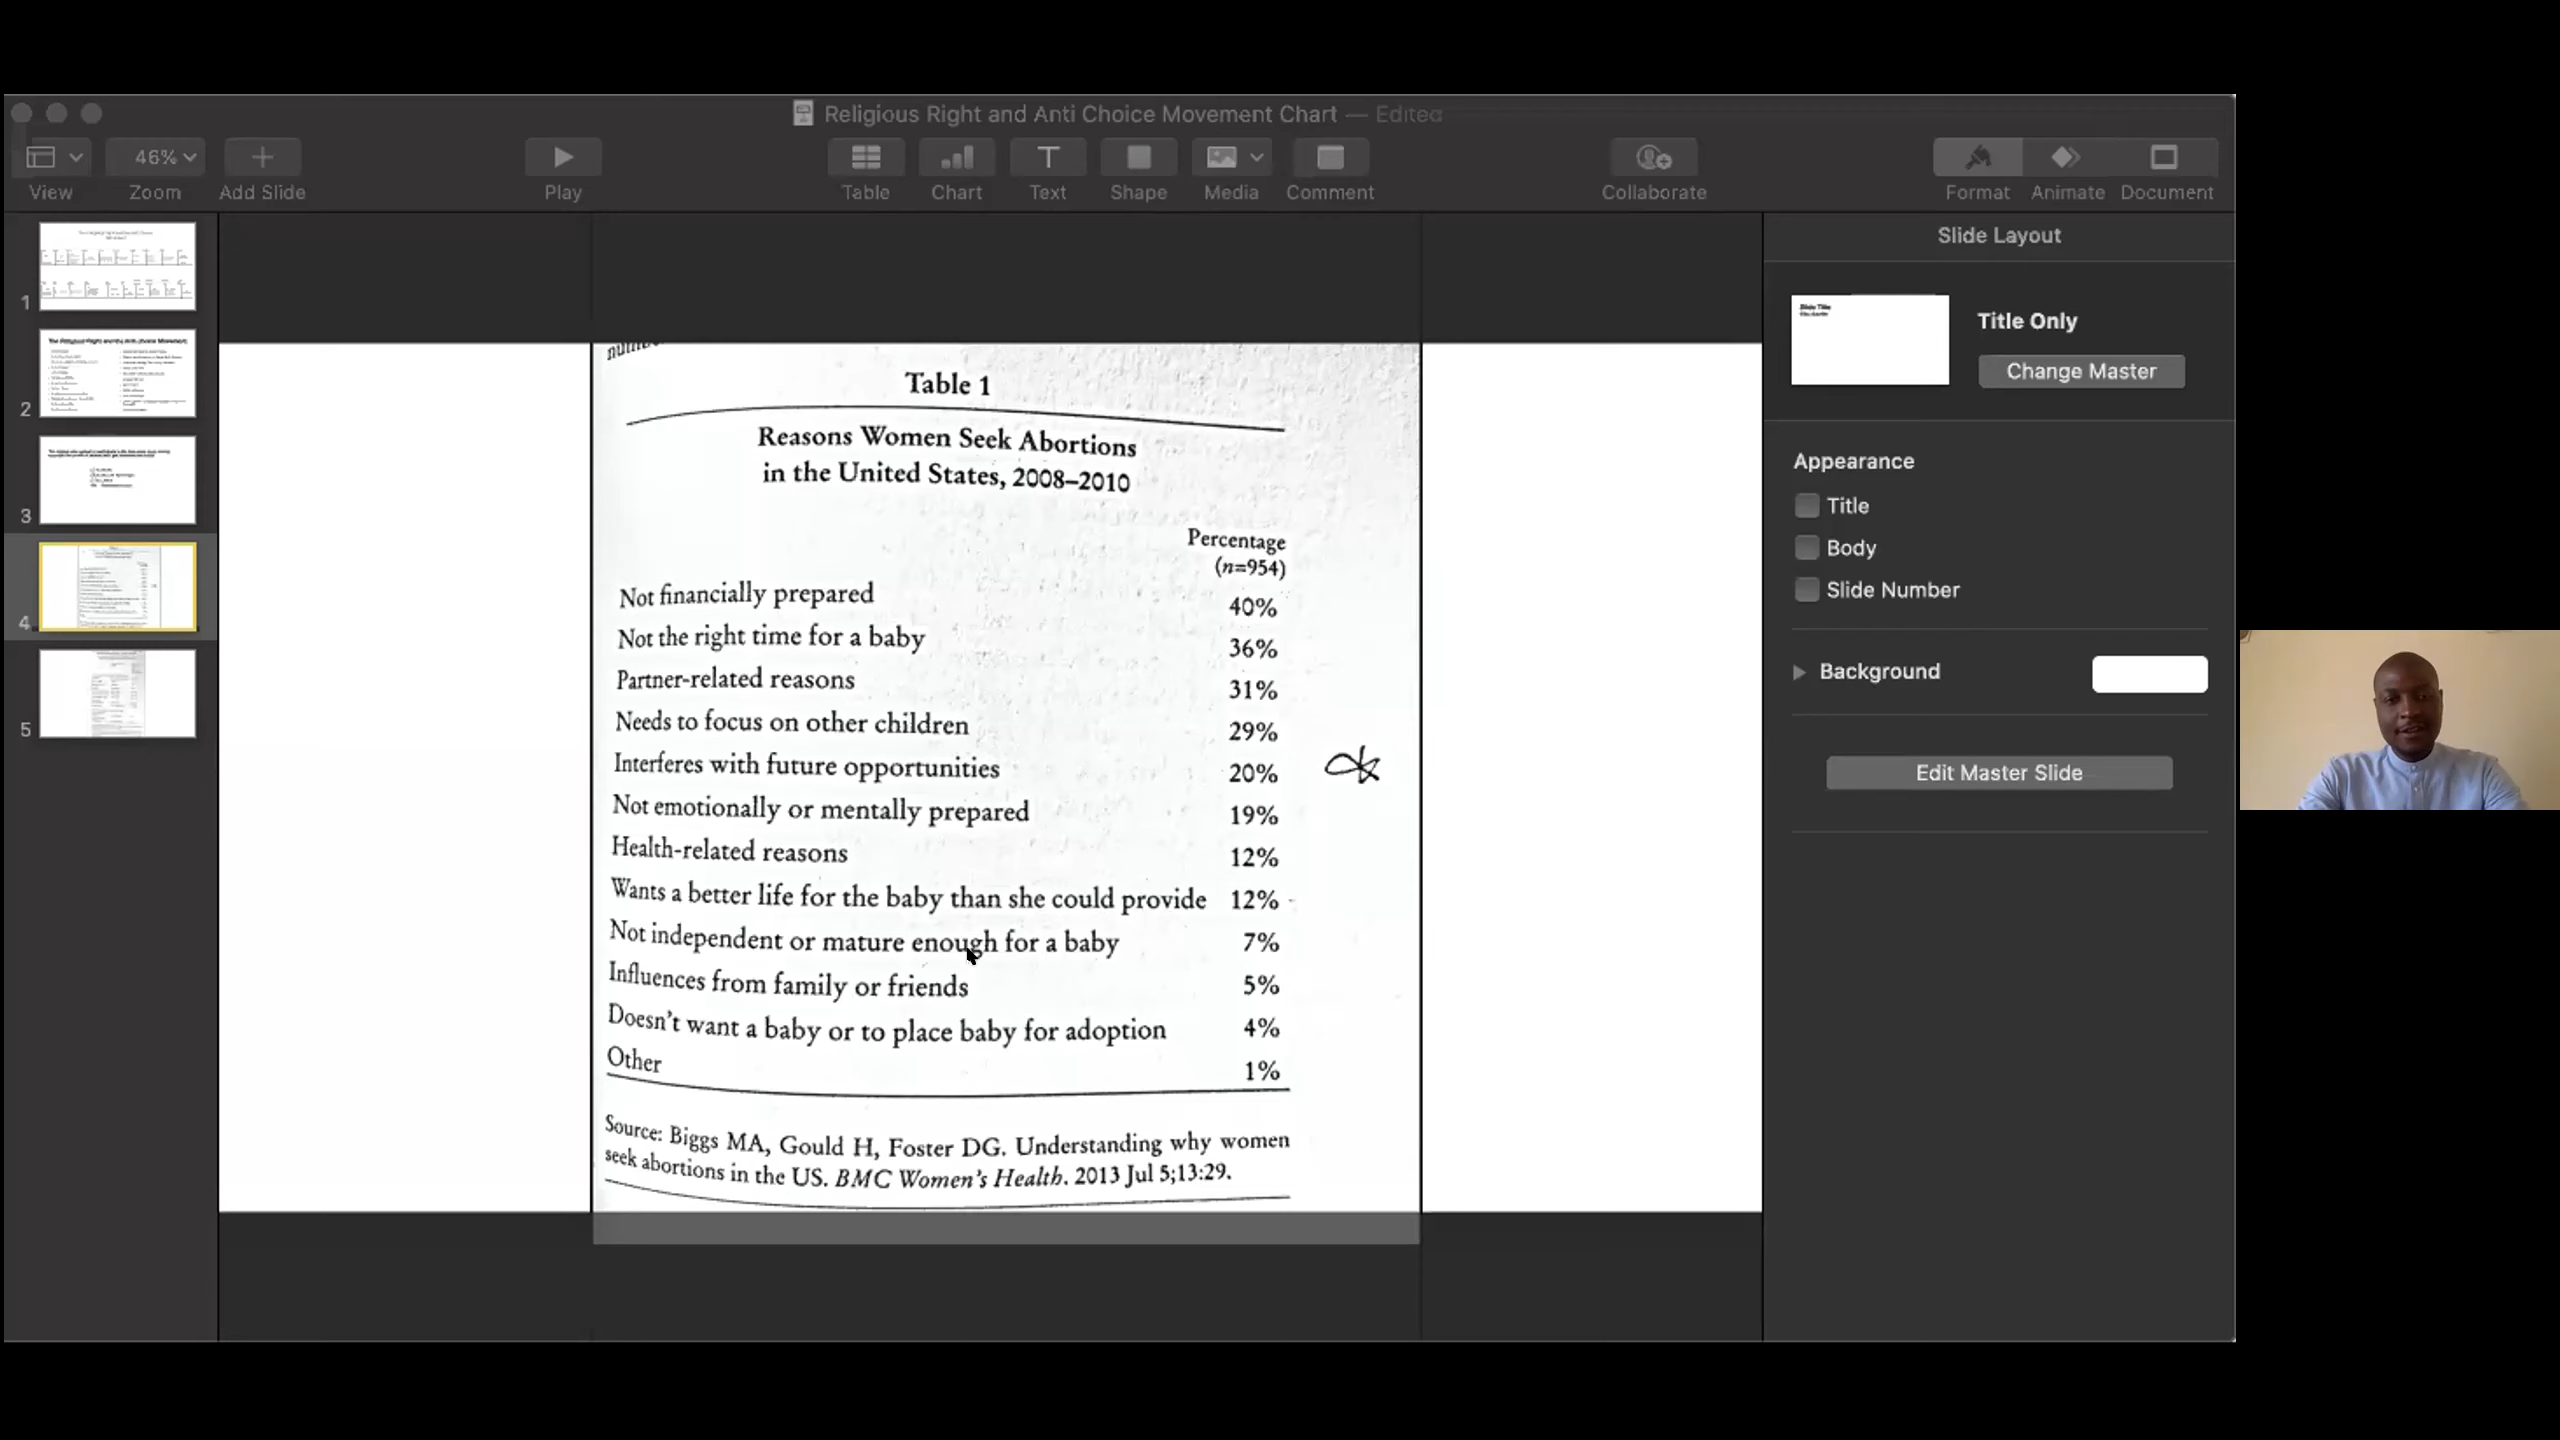 Religious Right and Anti Choice Movement Chart — Edited
46%
View
Zoom
Add Slide
Play
Table
Chart
Text
Shape
Media
Comment
Collaborate
Format
Animate
Document
1
2
3
4
5
Table 1
Reasons Women Seek Abortions
in the United States, 2008–2010
Percentage
(n=954)
Not financially prepared 40%
Not the right time for a baby 36%
Partner-related reasons 31%
Needs to focus on other children 29%
Interferes with future opportunities 20%
Not emotionally or mentally prepared 19%
Health-related reasons 12%
Wants a better life for the baby than she could provide 12%
Not independent or mature enough for a baby 7%
Influences from family or friends 5%
Doesn't want a baby or to place baby for adoption 4%
Other 1%
Source: Biggs MA, Gould H, Foster DG. Understanding why women
seek abortions in the US. BMC Women's Health. 2013 Jul 5;13:29.
Slide Layout
Title Only
Change Master
Appearance
Title
Body
Slide Number
Background
Edit Master Slide